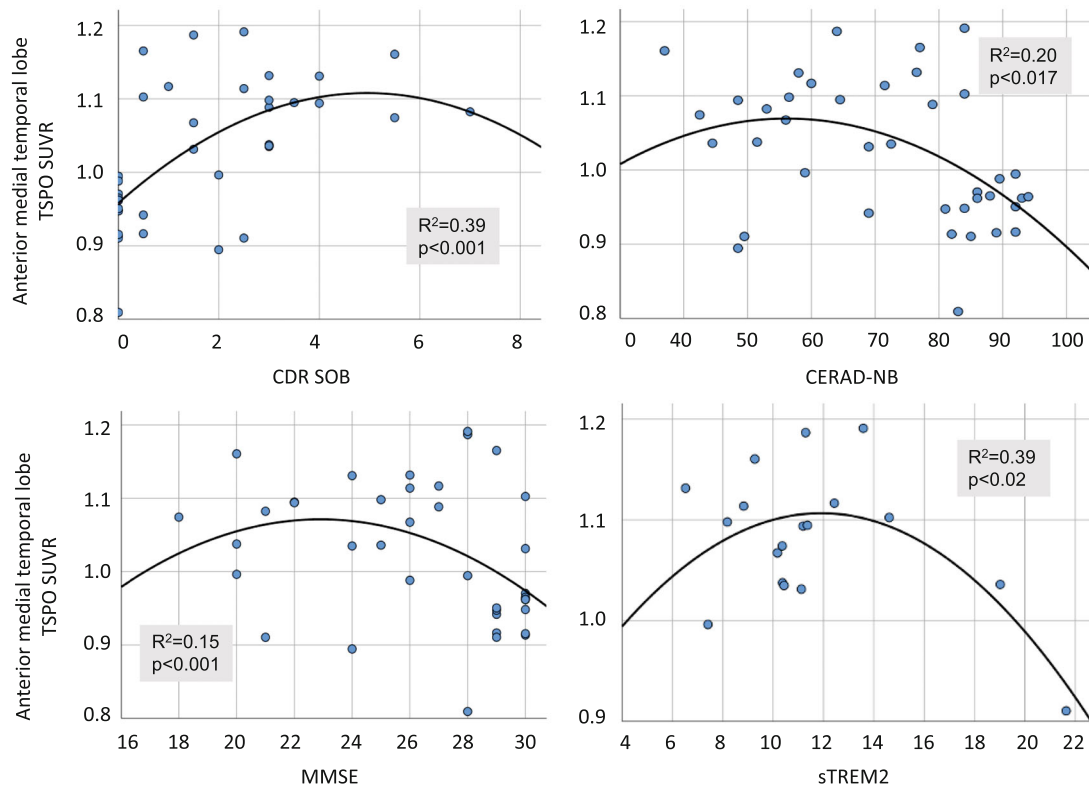 Anterior medial temporal lobe
TSPO SUVR
1.2
1.1
1.0
0.9
0.8
R²=0.39
p<0.001
0 2 4 6 8
CDR SOB
1.2
1.1
1.0
0.9
0.8
R²=0.20
p<0.017
0 40 50 60 70 80 90 100
CERAD-NB
Anterior medial temporal lobe
TSPO SUVR
1.2
1.1
1.0
0.9
0.8
R²=0.15
p<0.001
16 18 20 22 24 26 28 30
MMSE
1.2
1.1
1.0
0.9
R²=0.39
p<0.02
4 6 8 10 12 14 16 18 20 22
sTREM2